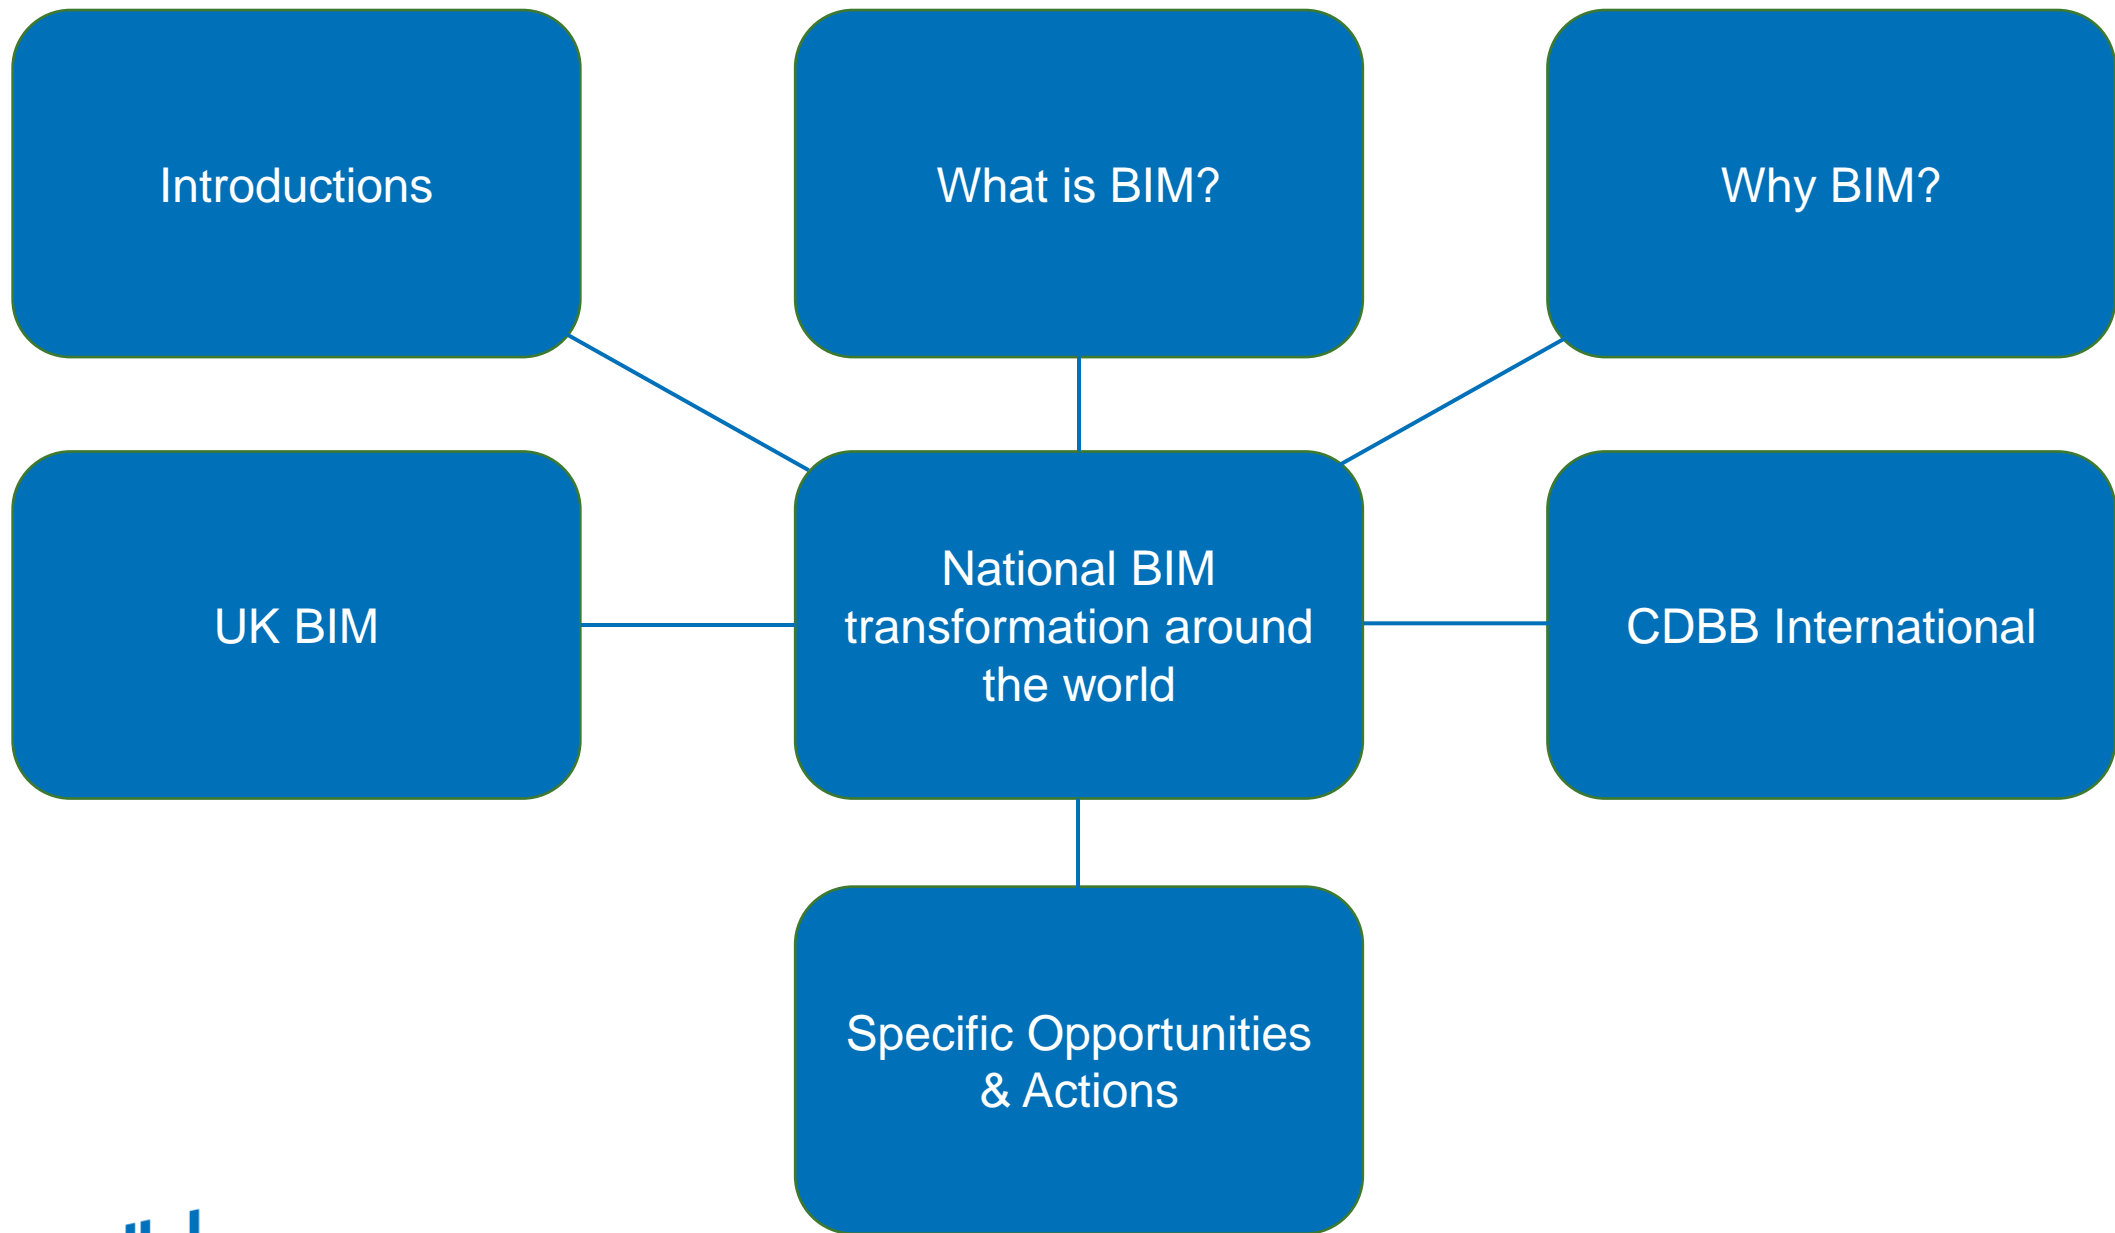 Introductions
What is BIM?
Why BIM?
UK BIM
National BIM
transformation around
the world
CDBB International
Specific Opportunities
& Actions